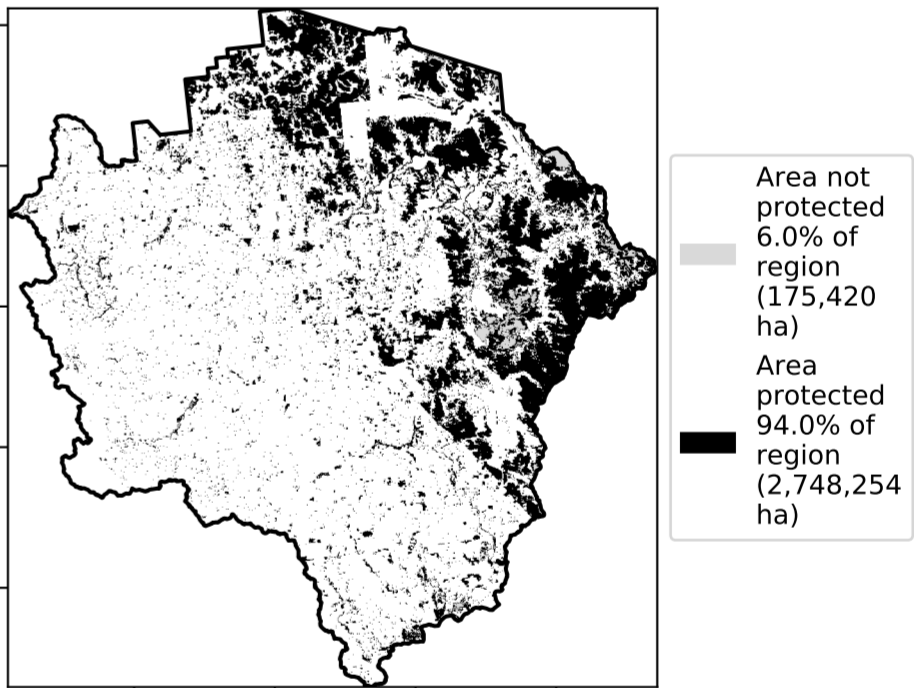 Area not
protected
6.0% of
region
(175,420
ha)
Area
protected
94.0% of
region
(2,748,254
ha)